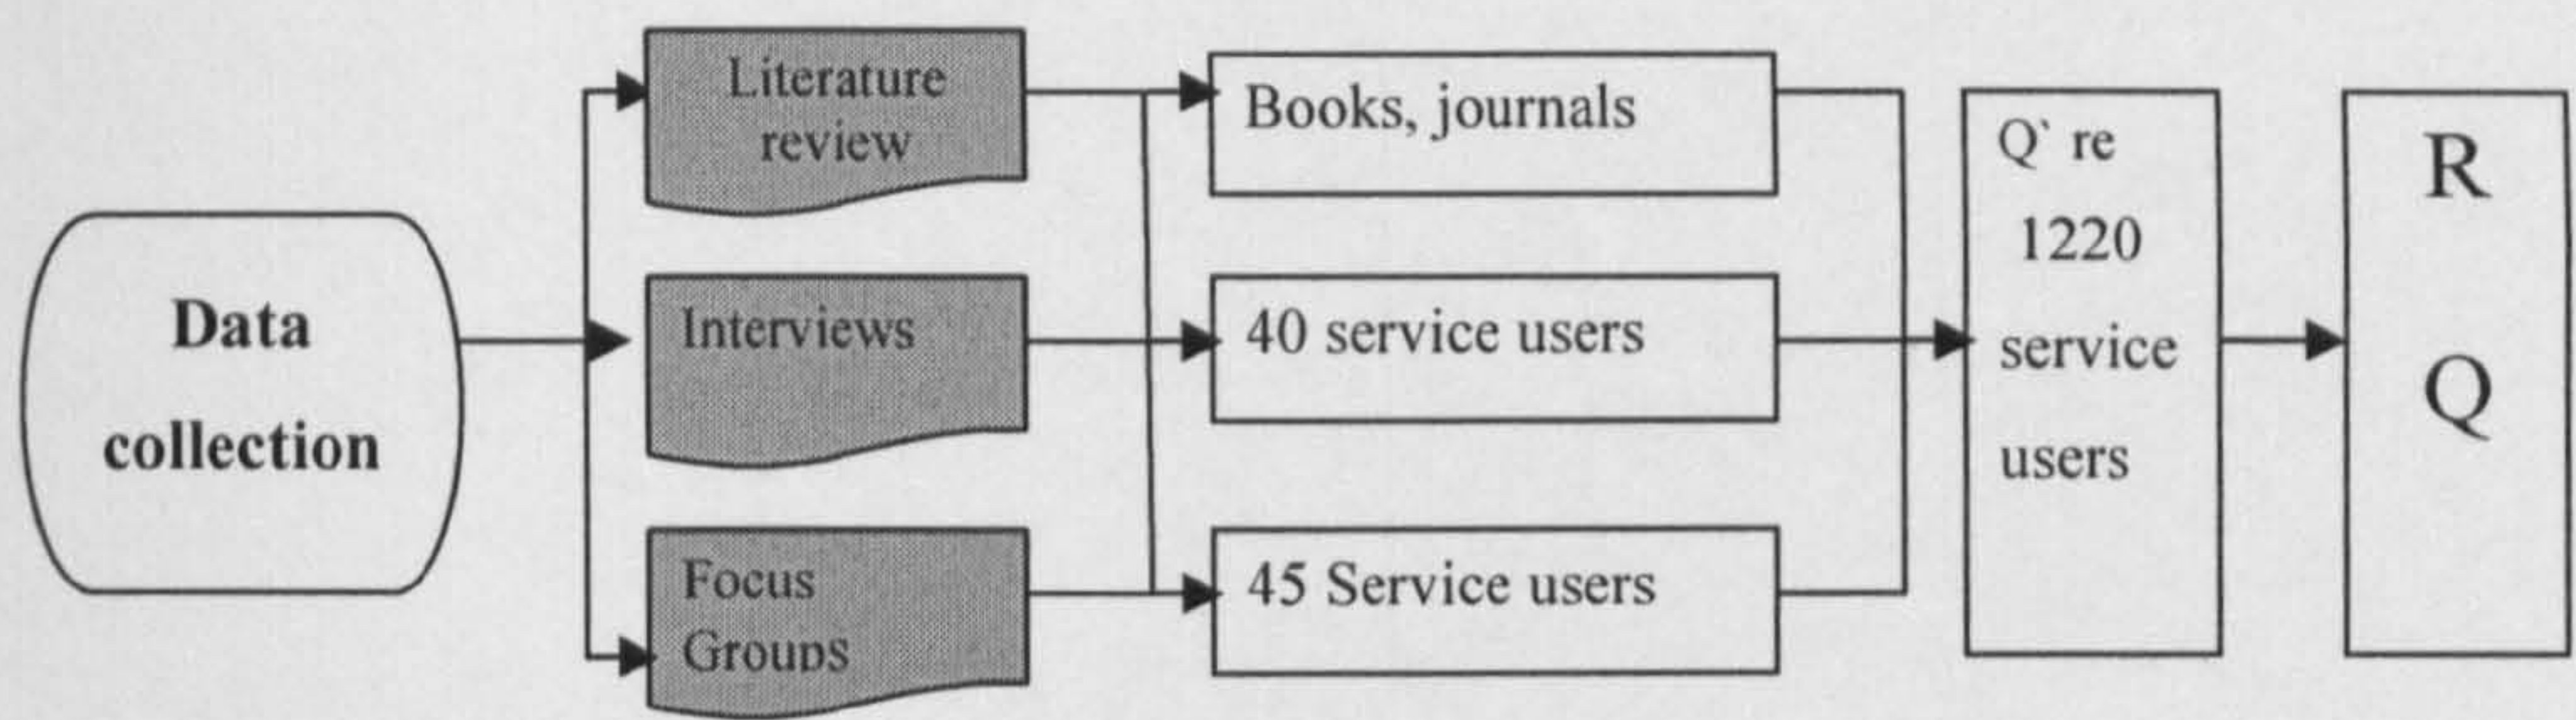 Data
collection
Literature
review
Interviews
Focus
Groups
Books, journals
40 service users
45 Service users
Q` re
1220
service
users
R
Q